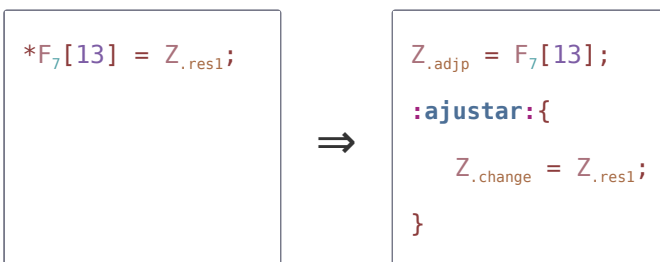 *F₇[13] = Z.res1;
⇒
Z.adjp = F₇[13];
:ajustar:{
Z.change = Z.res1;
}